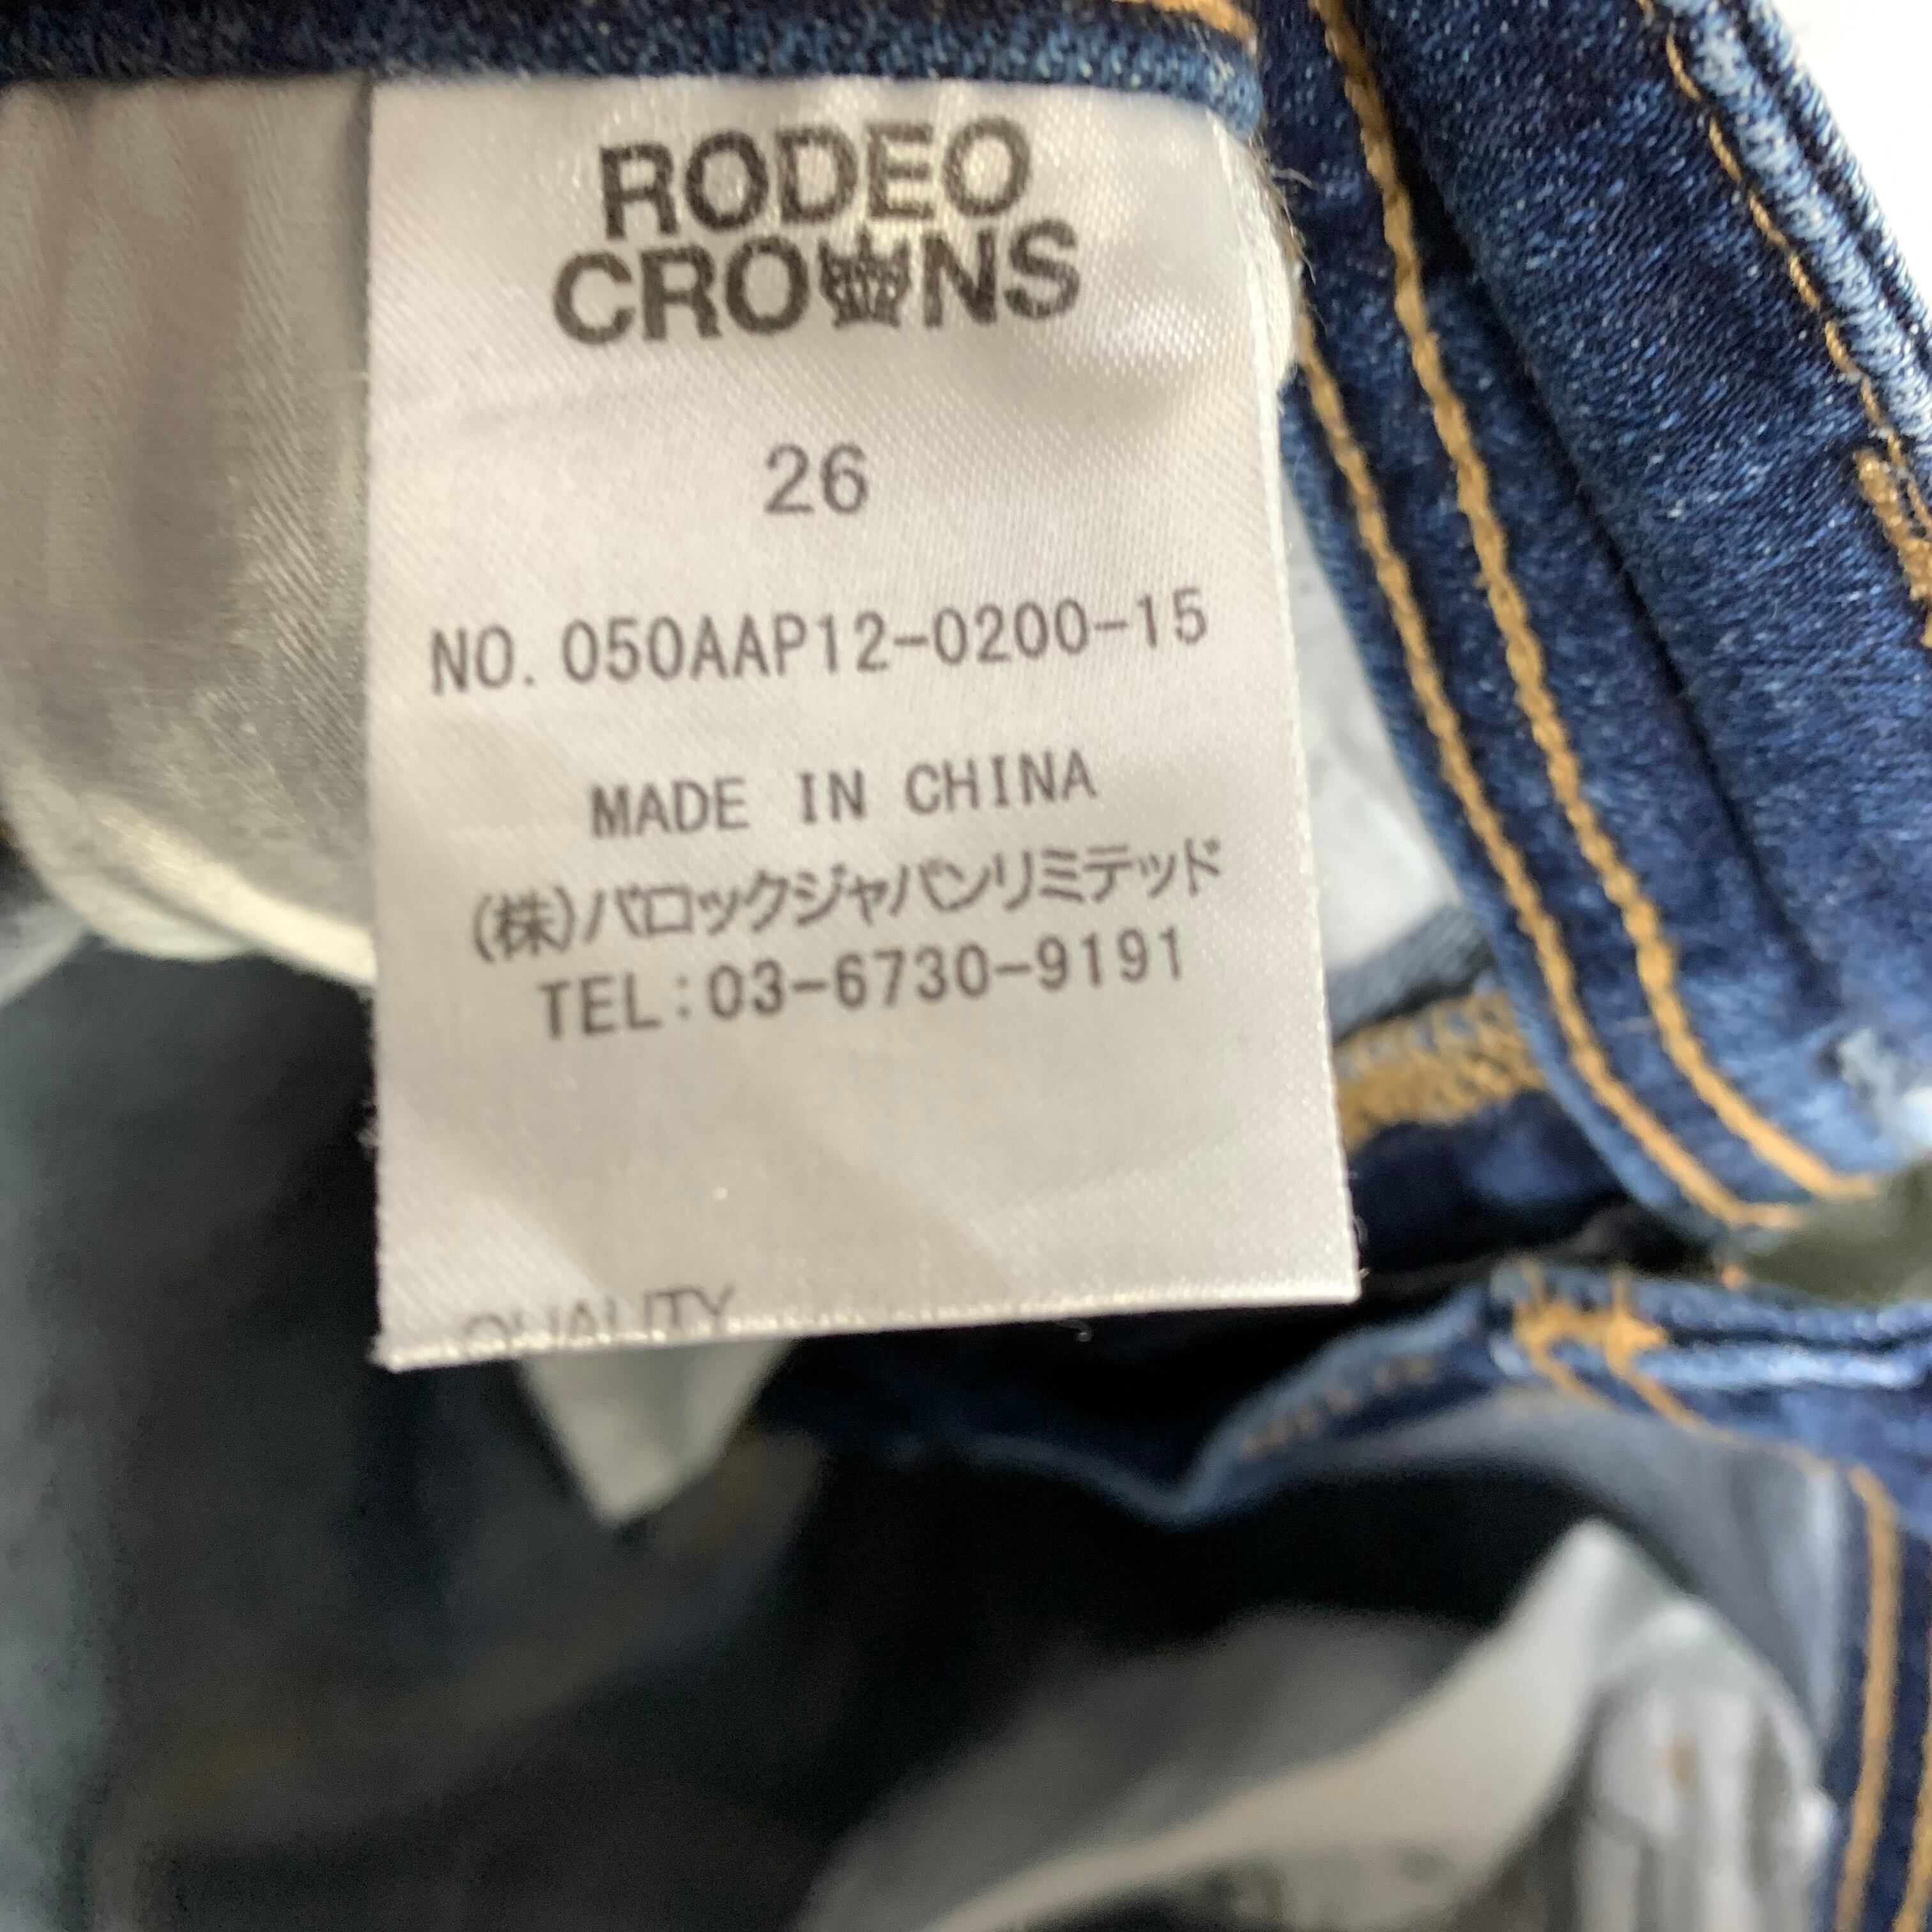 RODEO
CROWNS
26
NO. 050AAP12-0200-15
MADE IN CHINA
(株)バロックジャパンリミテッド
TEL:03-6730-9191
QUALITY